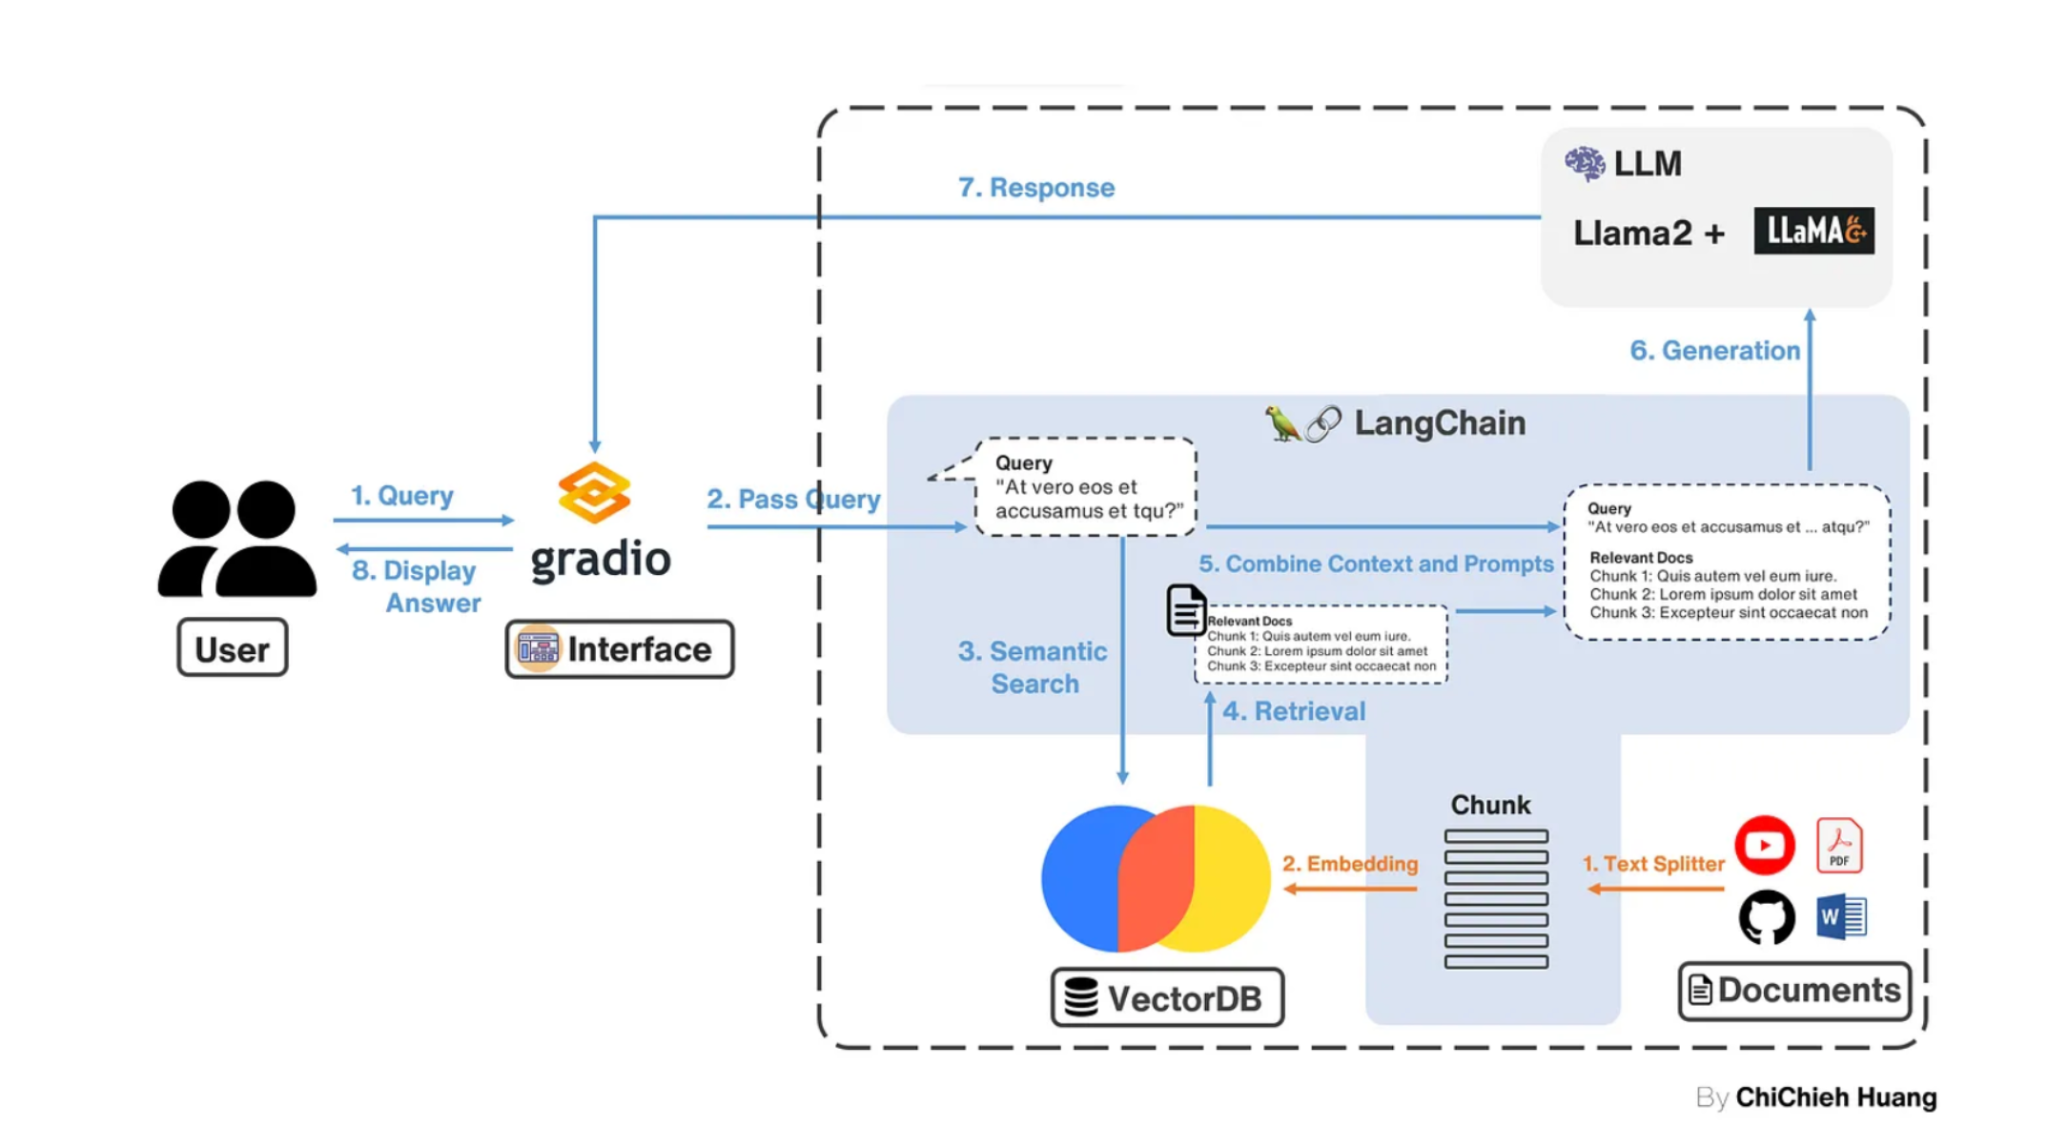 LLM
Llama2 +
LLaMA C++
7. Response
6. Generation
LangChain
Query
“At vero eos et
accusamus et tqu?”
1. Query
2. Pass Query
gradio
8. Display
Answer
User
Interface
5. Combine Context and Prompts
Query
“At vero eos et accusamus et ... atqu?”
Relevant Docs
Chunk 1: Quis autem vel eum iure.
Chunk 2: Lorem ipsum dolor sit amet
Chunk 3: Excepteur sint occaecat non
Relevant Docs
Chunk 1: Quis autem vel eum iure.
Chunk 2: Lorem ipsum dolor sit amet
Chunk 3: Excepteur sint occaecat non
3. Semantic
Search
4. Retrieval
Chunk
2. Embedding
1. Text Splitter
PDF
W
VectorDB
Documents
By ChiChieh Huang